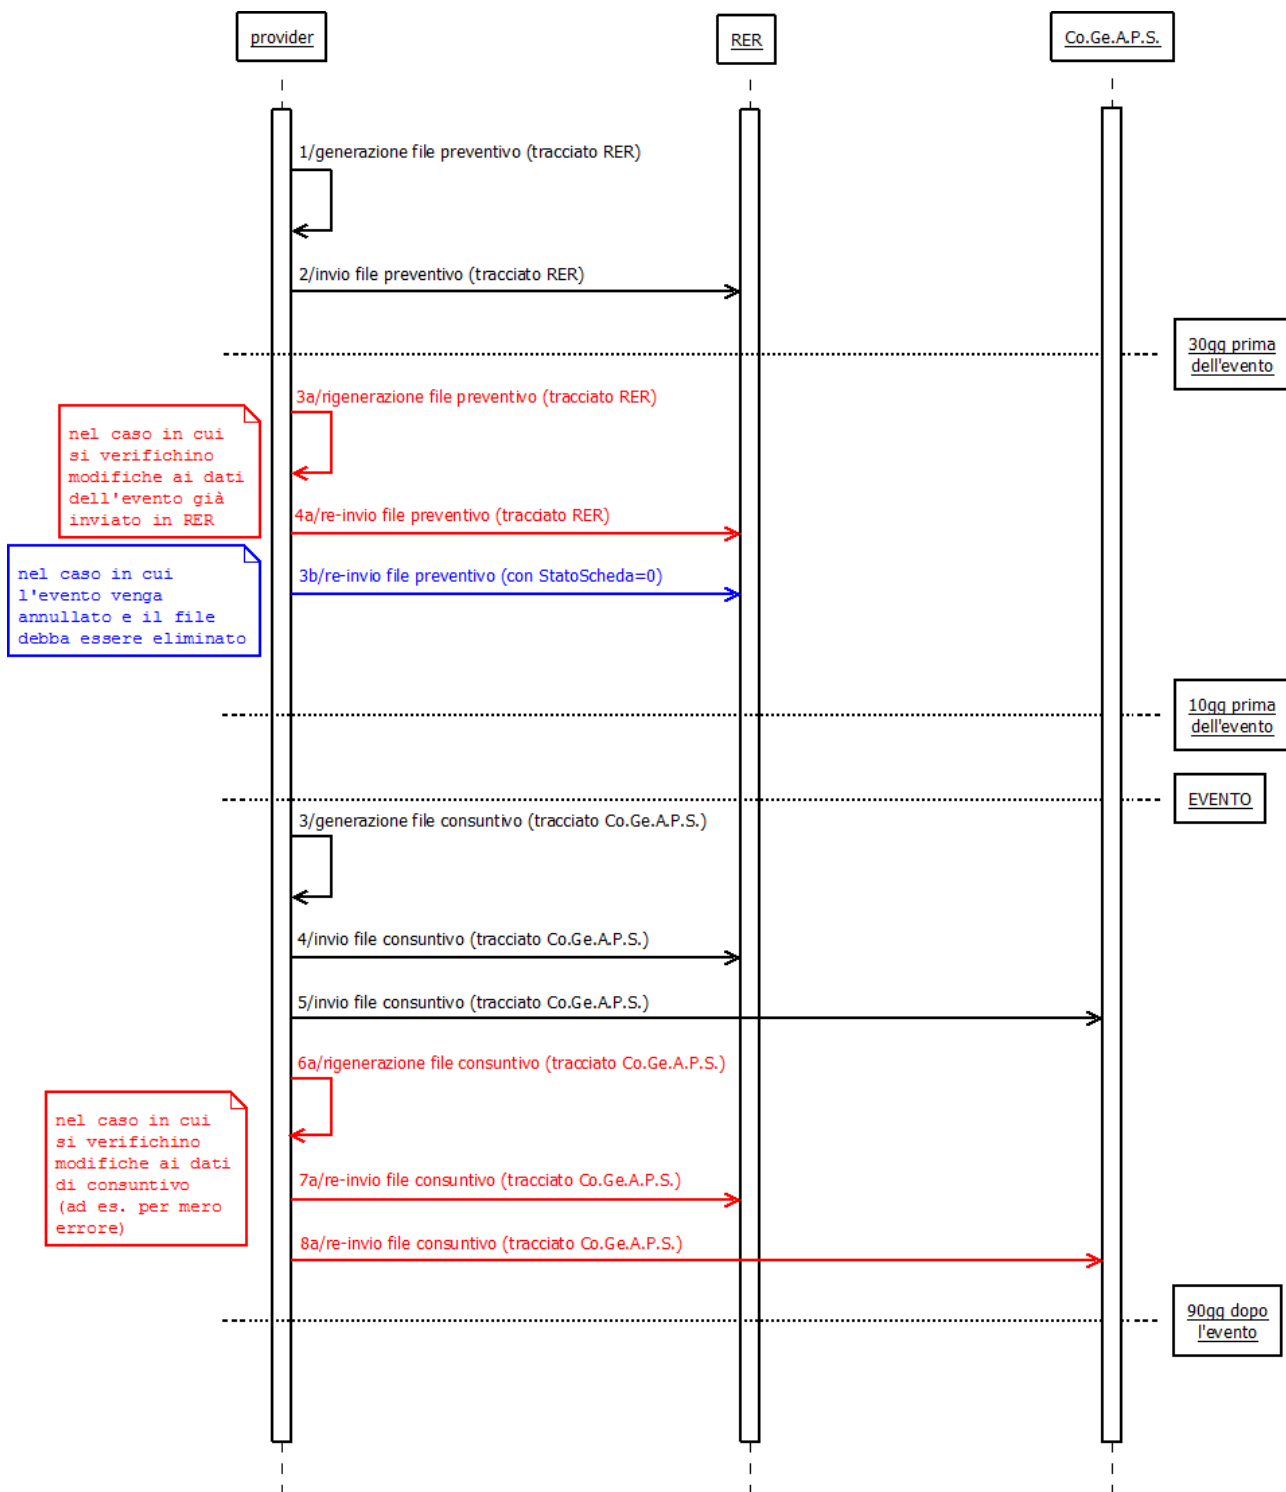 provider
RER
Co.Ge.A.P.S.
1/generazione file preventivo (tracciato RER)
2/invio file preventivo (tracciato RER)
30gg prima
dell'evento
3a/rigenerazione file preventivo (tracciato RER)
nel caso in cui
si verifichino
modifiche ai dati
dell'evento già
inviato in RER
4a/re-invio file preventivo (tracciato RER)
3b/re-invio file preventivo (con StatoScheda=0)
nel caso in cui
l'evento venga
annullato e il file
debba essere eliminato
10gg prima
dell'evento
EVENTO
3/generazione file consuntivo (tracciato Co.Ge.A.P.S.)
4/invio file consuntivo (tracciato Co.Ge.A.P.S.)
5/invio file consuntivo (tracciato Co.Ge.A.P.S.)
6a/rigenerazione file consuntivo (tracciato Co.Ge.A.P.S.)
nel caso in cui
si verifichino
modifiche ai dati
di consuntivo
(ad es. per mero
errore)
7a/re-invio file consuntivo (tracciato Co.Ge.A.P.S.)
8a/re-invio file consuntivo (tracciato Co.Ge.A.P.S.)
90gg dopo
l'evento